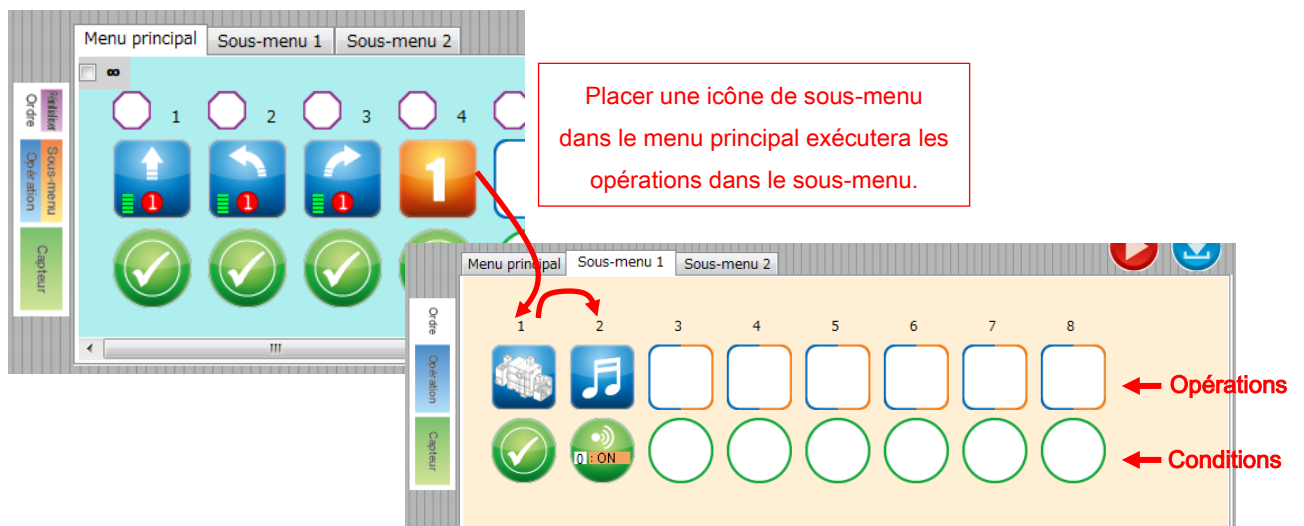 Menu principal Sous-menu 1 Sous-menu 2
∞
1 2 3 4
Ordre
Opération Sous-menu
Capteur
1 1 1 1
Placer une icône de sous-menu
dans le menu principal exécutera les
opérations dans le sous-menu.
Menu principal Sous-menu 1 Sous-menu 2
Ordre
Opération
Capteur
1 2 3 4 5 6 7 8
Opérations
0 : ON
Conditions